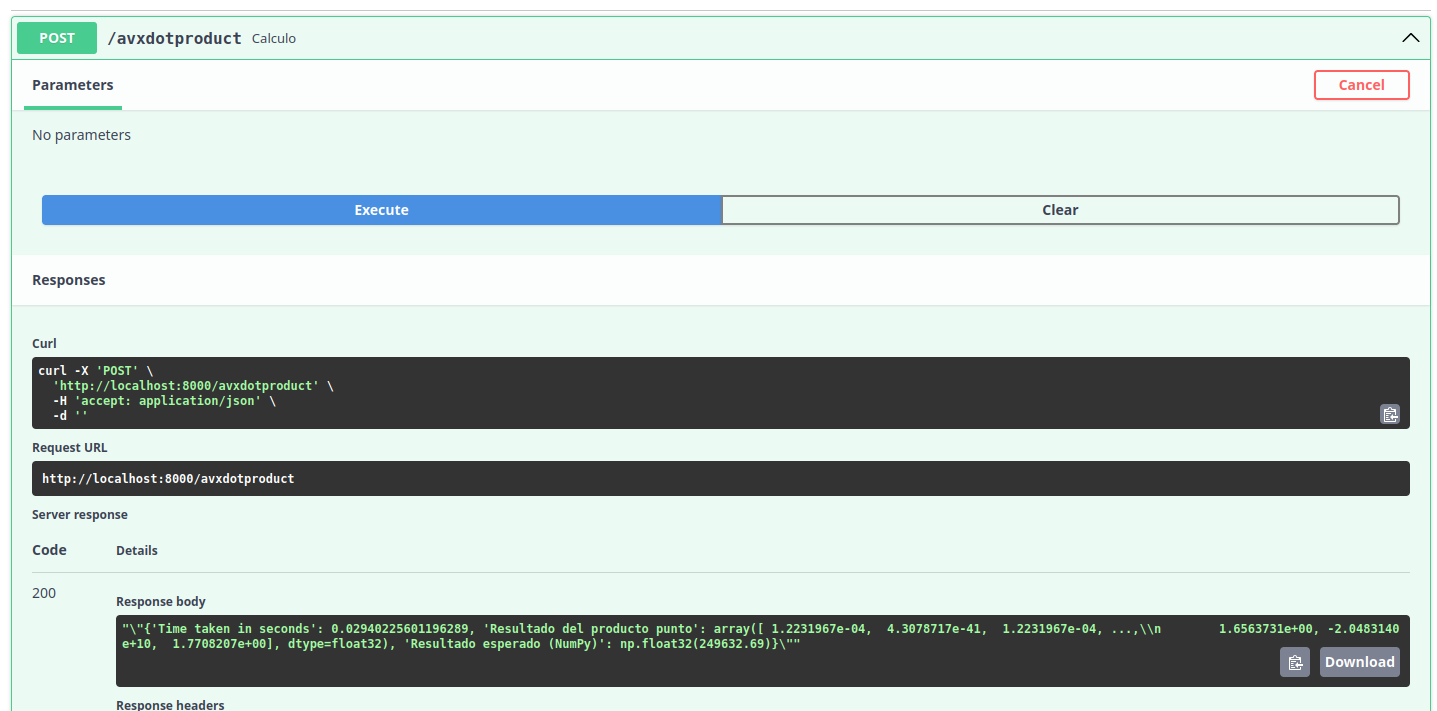 POST /avxdotproduct Calculo
Parameters
Cancel
No parameters
Execute
Clear
Responses
Curl
curl -X 'POST' \
  'http://localhost:8000/avxdotproduct' \
  -H 'accept: application/json' \
  -d ''
Request URL
http://localhost:8000/avxdotproduct
Server response
Code Details
200
Response body
"\"{'Time taken in seconds': 0.02940225601196289, 'Resultado del producto punto': array([ 1.2231967e-04,  4.3078717e-41,  1.2231967e-04, ...,\\n        1.6563731e+00, -2.0483140
e+10,  1.7708207e+00], dtype=float32), 'Resultado esperado (NumPy)': np.float32(249632.69)}\""
Download
Response headers